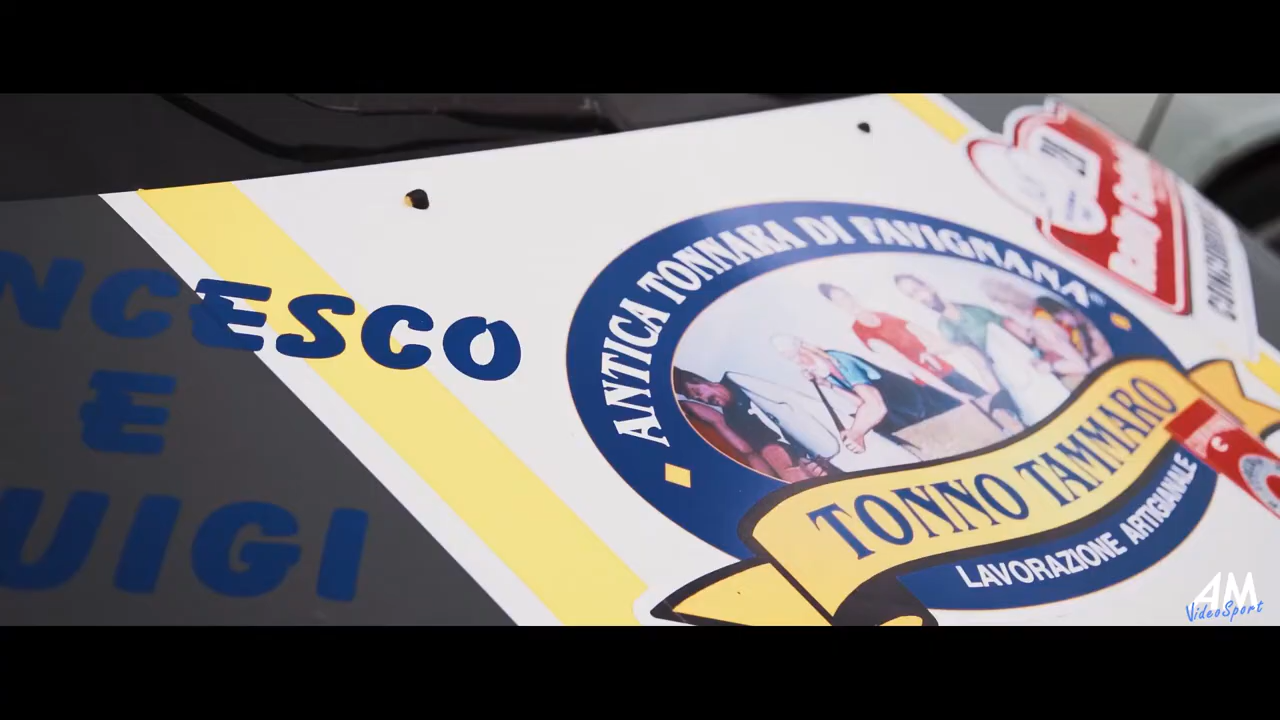 NCESCO
E
UIGI
ANTICA TONNARA DI FAVIGNANA®
TONNO TAMMARO
LAVORAZIONE ARTIGIANALE
AM
VideoSport